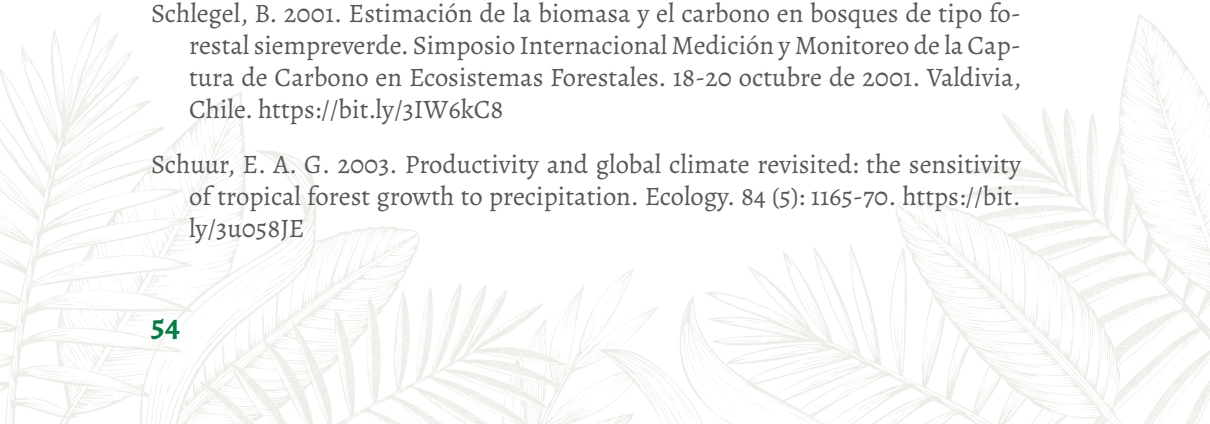 Schlegel, B. 2001. Estimación de la biomasa y el carbono en bosques de tipo fo-
restal siempreverde. Simposio Internacional Medición y Monitoreo de la Cap-
tura de Carbono en Ecosistemas Forestales. 18-20 octubre de 2001. Valdivia,
Chile. https://bit.ly/3IW6kC8
Schuur, E. A. G. 2003. Productivity and global climate revisited: the sensitivity
of tropical forest growth to precipitation. Ecology. 84 (5): 1165-70. https://bit.
ly/3u058JE
54